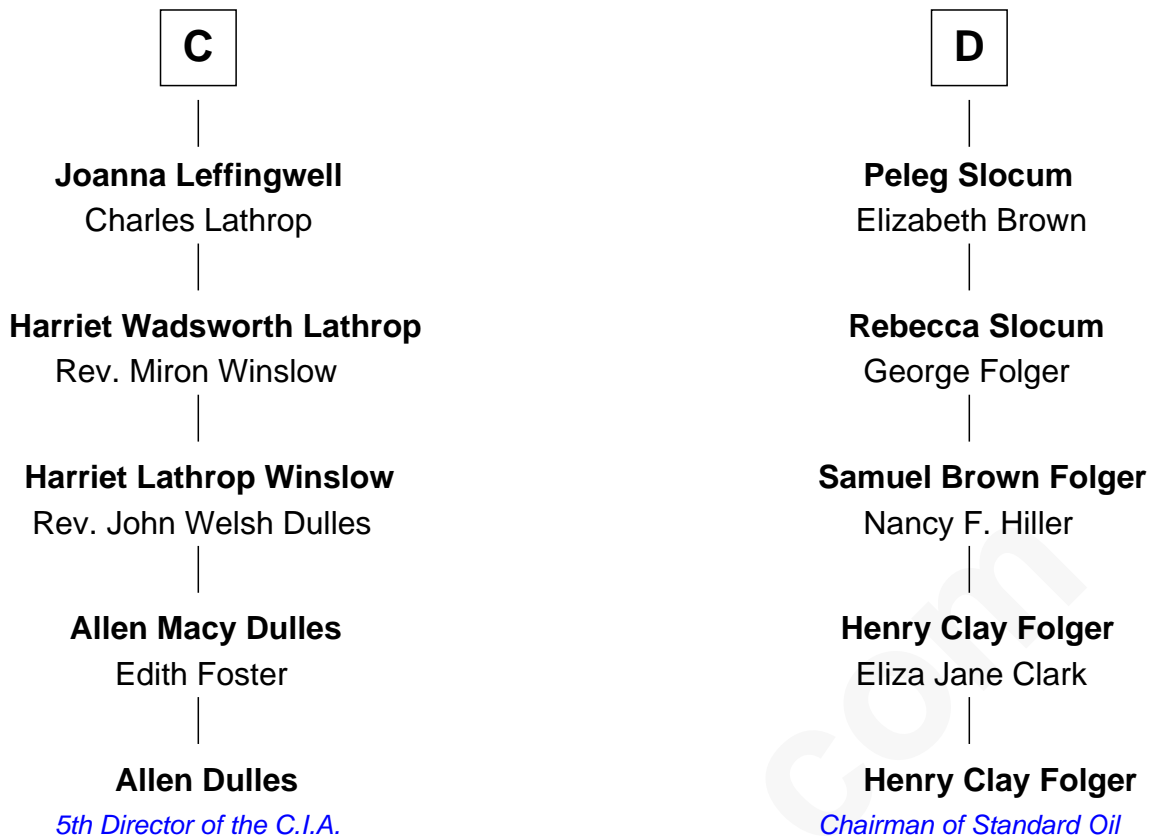 C
Joanna Leffingwell
Charles Lathrop
Harriet Wadsworth Lathrop
Rev. Miron Winslow
Harriet Lathrop Winslow
Rev. John Welsh Dulles
Allen Macy Dulles
Edith Foster
Allen Dulles
5th Director of the C.I.A.
D
Peleg Slocum
Elizabeth Brown
Rebecca Slocum
George Folger
Samuel Brown Folger
Nancy F. Hiller
Henry Clay Folger
Eliza Jane Clark
Henry Clay Folger
Chairman of Standard Oil
com